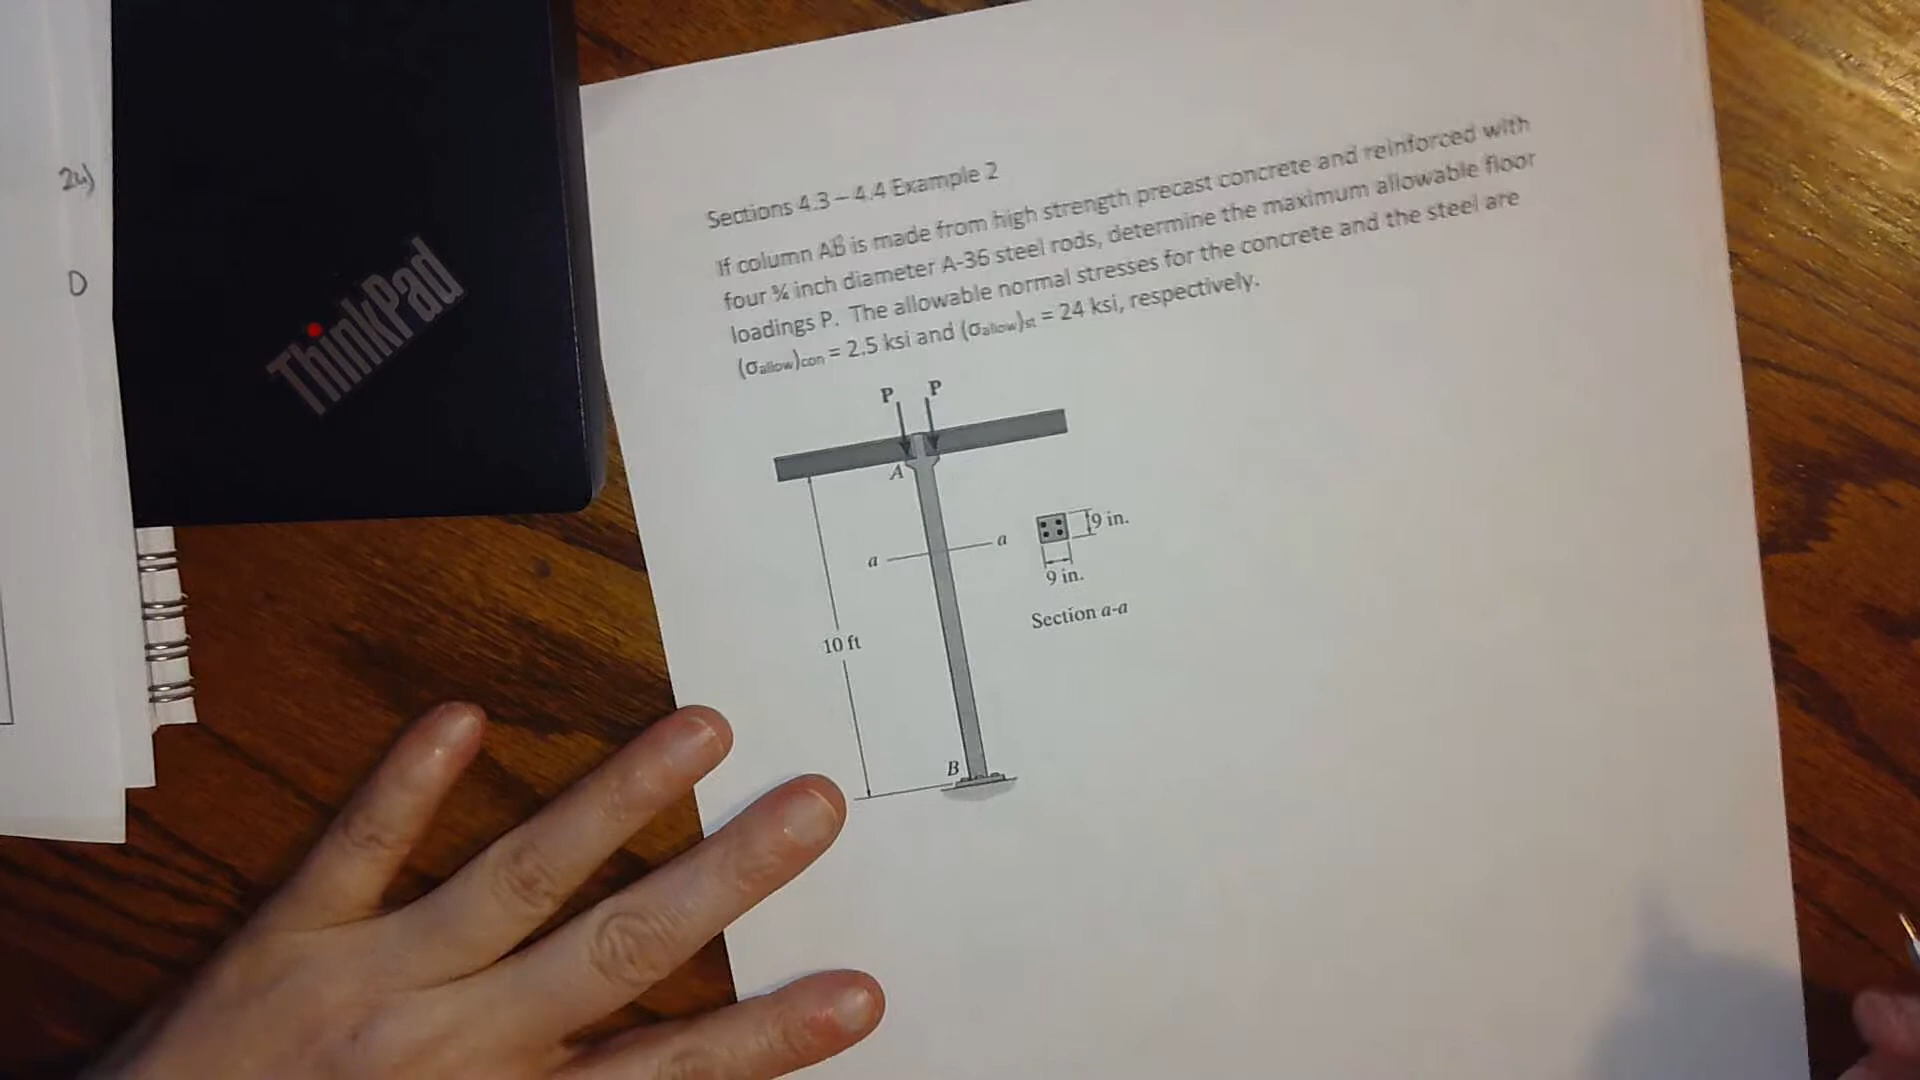 24)
D
ThinkPad
Sections 4.3 – 4.4 Example 2
If column AB is made from high strength precast concrete and reinforced with
four ¾ inch diameter A-36 steel rods, determine the maximum allowable floor
loadings P. The allowable normal stresses for the concrete and the steel are
(σallow)con = 2.5 ksi and (σallow)st = 24 ksi, respectively.
P P
A
a a
9 in.
9 in.
Section a-a
10 ft
B